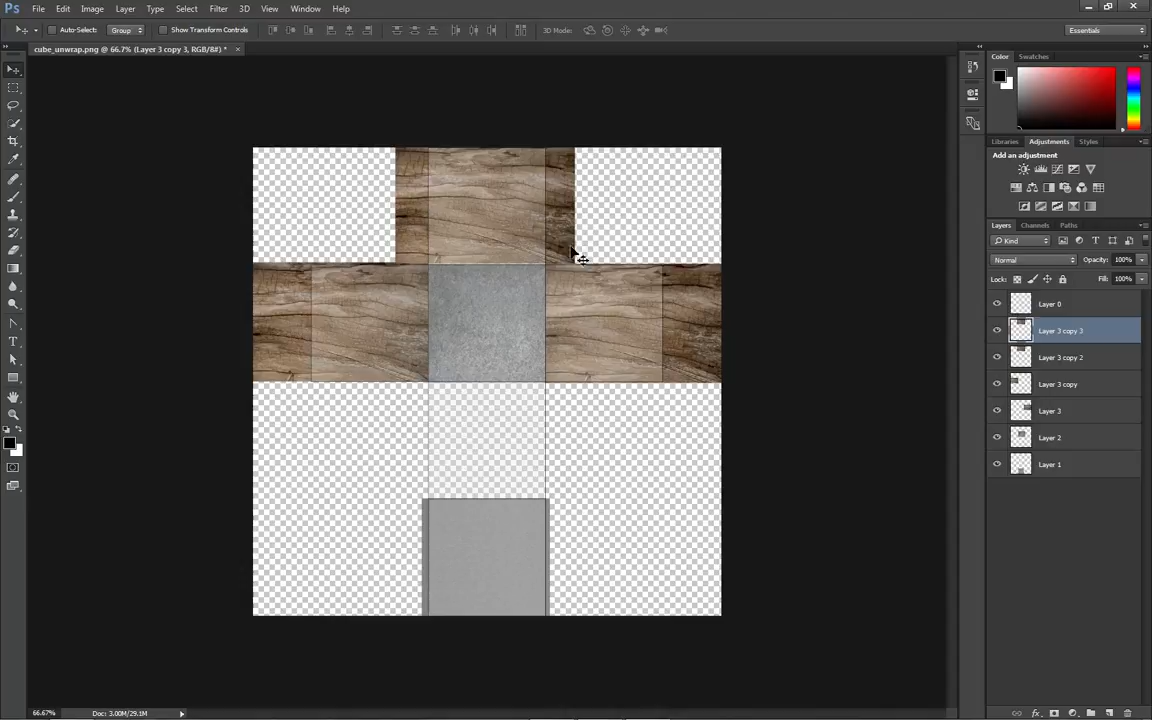 Ps File Edit Image Layer Type Select Filter 3D View Window Help
Auto-Select: Group Show Transform Controls 3D Mode: Essentials
cube_unwrap.png @ 66.7% (Layer 3 copy 3, RGB/8#) * ×
Color Swatches
Libraries Adjustments Styles
Add an adjustment
Layers Channels Paths
Kind
Normal Opacity: 100%
Lock: Fill: 100%
Layer 0
Layer 3 copy 3
Layer 3 copy 2
Layer 3 copy
Layer 3
Layer 2
Layer 1
66.67% Doc: 3.00M/29.1M